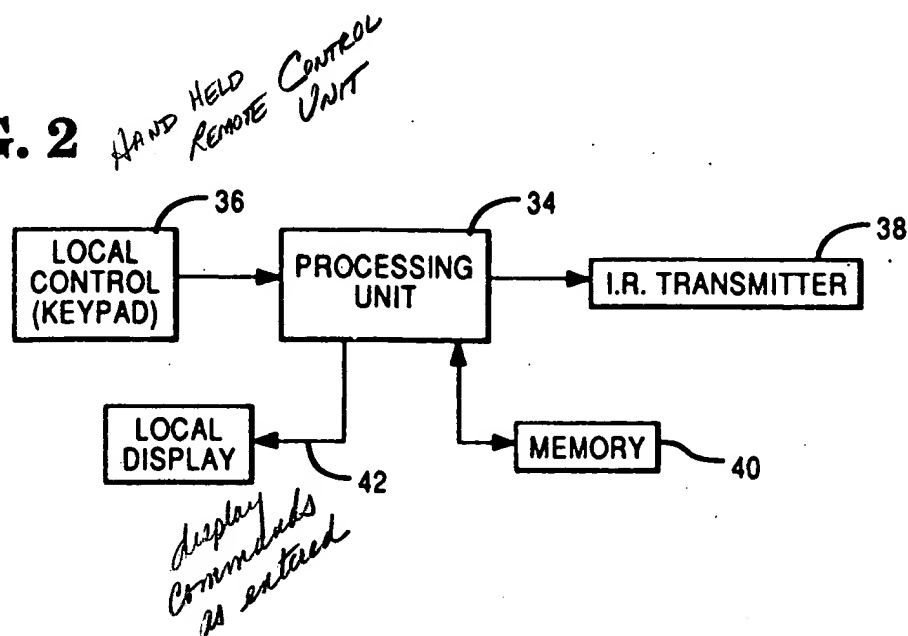 G. 2
HAND HELD
REMOTE CONTROL
UNIT
36
34
38
LOCAL
CONTROL
(KEYPAD)
PROCESSING
UNIT
I.R. TRANSMITTER
LOCAL
DISPLAY
42
MEMORY
40
display
commands
as entered